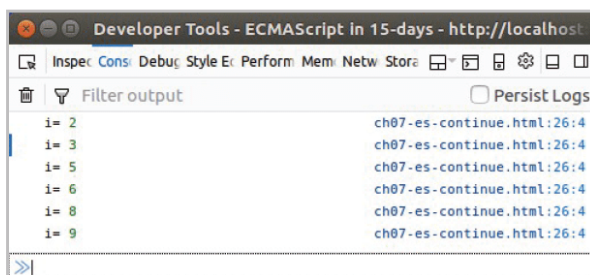 Developer Tools - ECMAScript in 15-days - http://localhost
Inspec Cons Debug Style Ec Perform Mem Netw Stora
Filter output Persist Logs
i= 2 ch07-es-continue.html:26:4
i= 3 ch07-es-continue.html:26:4
i= 5 ch07-es-continue.html:26:4
i= 6 ch07-es-continue.html:26:4
i= 8 ch07-es-continue.html:26:4
i= 9 ch07-es-continue.html:26:4